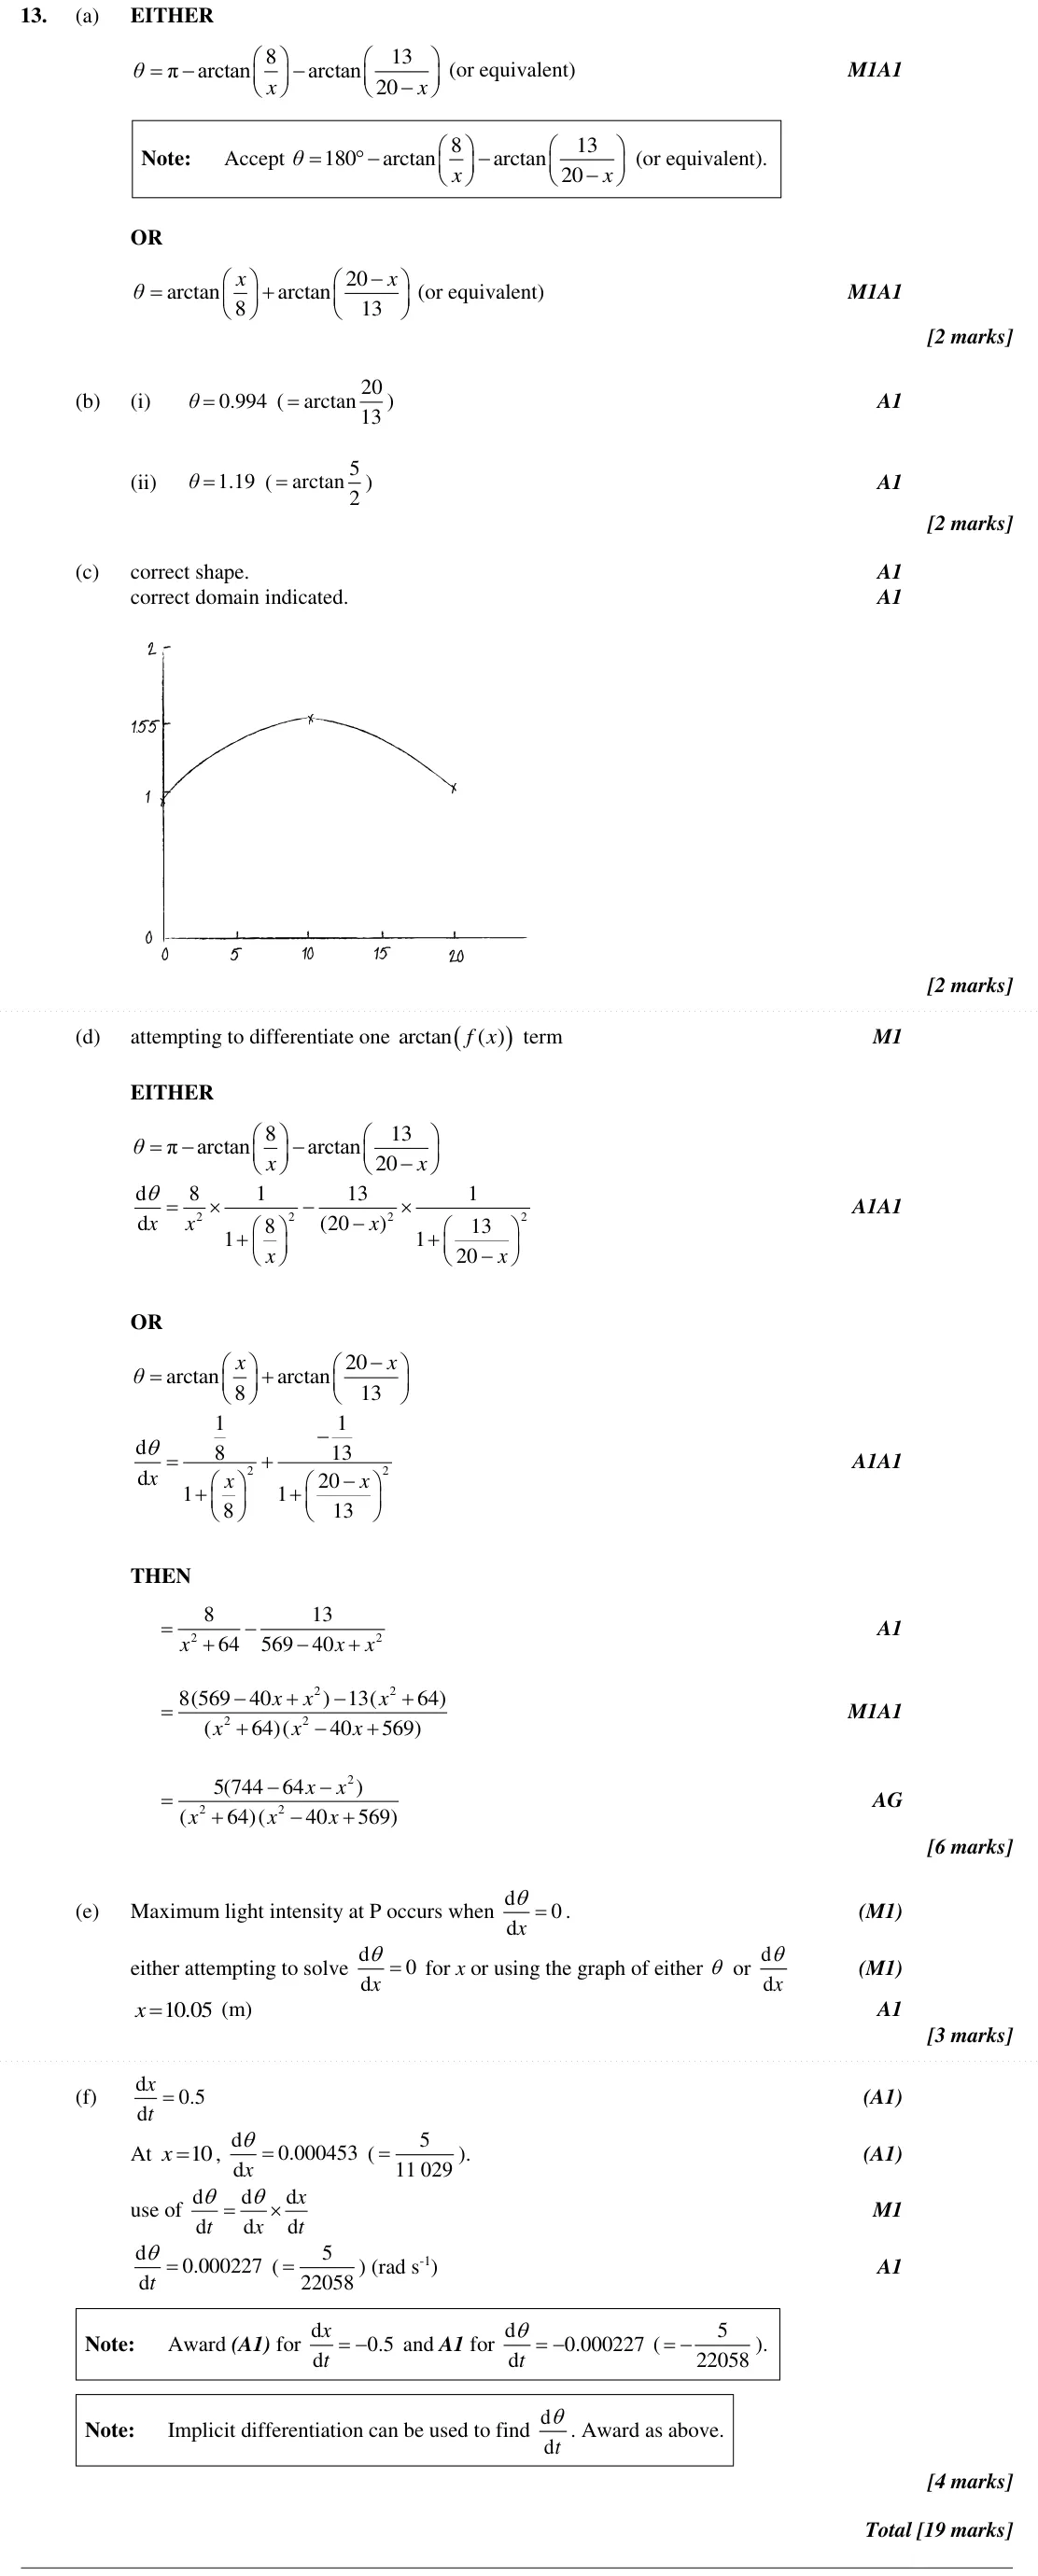 13. (a) EITHER
θ = π − arctan(8/x) − arctan(13/(20 − x)) (or equivalent) M1A1
Note: Accept θ = 180° − arctan(8/x) − arctan(13/(20 − x)) (or equivalent).
OR
θ = arctan(x/8) + arctan((20 − x)/13) (or equivalent) M1A1
[2 marks]
(b) (i) θ = 0.994 (= arctan 20/13) A1
(ii) θ = 1.19 (= arctan 5/2) A1
[2 marks]
(c) correct shape. A1
correct domain indicated. A1
2
1.55
1
0
0 5 10 15 20
[2 marks]
(d) attempting to differentiate one arctan(f(x)) term M1
EITHER
θ = π − arctan(8/x) − arctan(13/(20 − x))
dθ/dx = 8/x² × 1/(1 + (8/x)²) − 13/(20 − x)² × 1/(1 + (13/(20 − x))²) A1A1
OR
θ = arctan(x/8) + arctan((20 − x)/13)
dθ/dx = (1/8)/(1 + (x/8)²) + (−1/13)/(1 + ((20 − x)/13)²) A1A1
THEN
= 8/(x² + 64) − 13/(569 − 40x + x²) A1
= (8(569 − 40x + x²) − 13(x² + 64))/((x² + 64)(x² − 40x + 569)) M1A1
= 5(744 − 64x − x²)/((x² + 64)(x² − 40x + 569)) AG
[6 marks]
(e) Maximum light intensity at P occurs when dθ/dx = 0. (M1)
either attempting to solve dθ/dx = 0 for x or using the graph of either θ or dθ/dx (M1)
x = 10.05 (m) A1
[3 marks]
(f) dx/dt = 0.5 (A1)
At x = 10, dθ/dx = 0.000453 (= 5/11 029). (A1)
use of dθ/dt = dθ/dx × dx/dt M1
dθ/dt = 0.000227 (= 5/22058) (rad s⁻¹) A1
Note: Award (A1) for dx/dt = −0.5 and A1 for dθ/dt = −0.000227 (= −5/22058).
Note: Implicit differentiation can be used to find dθ/dt. Award as above.
[4 marks]
Total [19 marks]